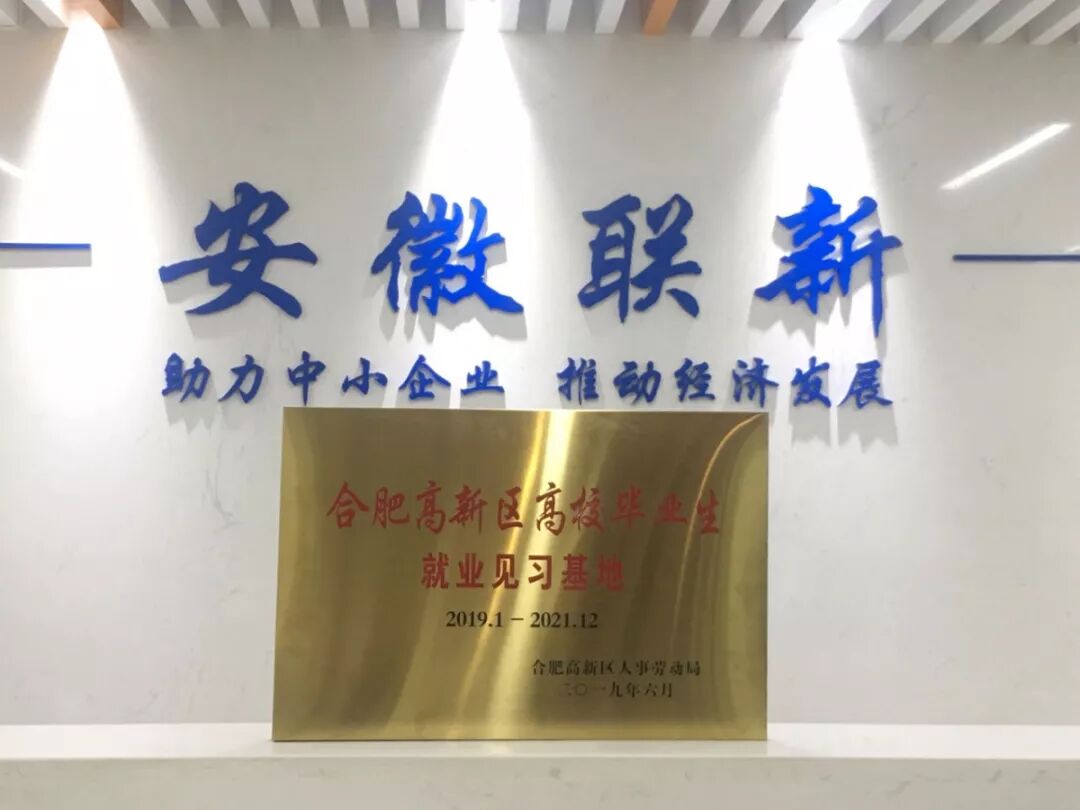 安徽联新
助力中小企业 推动经济发展
合肥高新区高校毕业生
就业见习基地
2019.1－2021.12
合肥高新区人事劳动局
二〇一九年六月